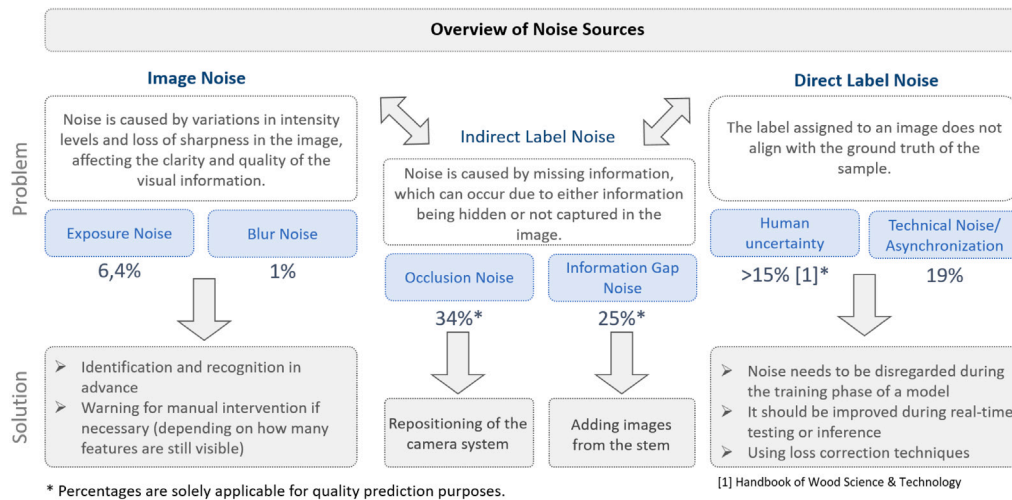 Overview of Noise Sources
Problem
Image Noise
Noise is caused by variations in intensity
levels and loss of sharpness in the image,
affecting the clarity and quality of the
visual information.
Exposure Noise
6,4%
Blur Noise
1%
Indirect Label Noise
Noise is caused by missing information,
which can occur due to either information
being hidden or not captured in the
image.
Occlusion Noise
34%*
Information Gap
Noise
25%*
Direct Label Noise
The label assigned to an image does not
align with the ground truth of the
sample.
Human
uncertainty
>15% [1]*
Technical Noise/
Asynchronization
19%
Solution
➢ Identification and recognition in
advance
➢ Warning for manual intervention if
necessary (depending on how many
features are still visible)
Repositioning of the
camera system
Adding images
from the stem
➢ Noise needs to be disregarded during
the training phase of a model
➢ It should be improved during real-time
testing or inference
➢ Using loss correction techniques
* Percentages are solely applicable for quality prediction purposes.
[1] Handbook of Wood Science & Technology